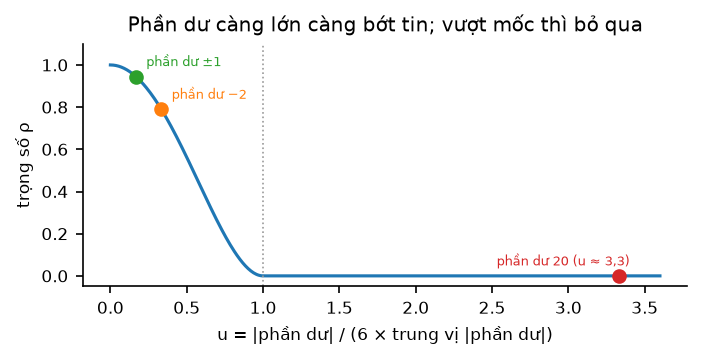 Phần dư càng lớn càng bớt tin; vượt mốc thì bỏ qua
trọng số ρ
1.0
0.8
0.6
0.4
0.2
0.0
phần dư ±1
phần dư −2
phần dư 20 (u ≈ 3,3)
0.0 0.5 1.0 1.5 2.0 2.5 3.0 3.5
u = |phần dư| / (6 × trung vị |phần dư|)